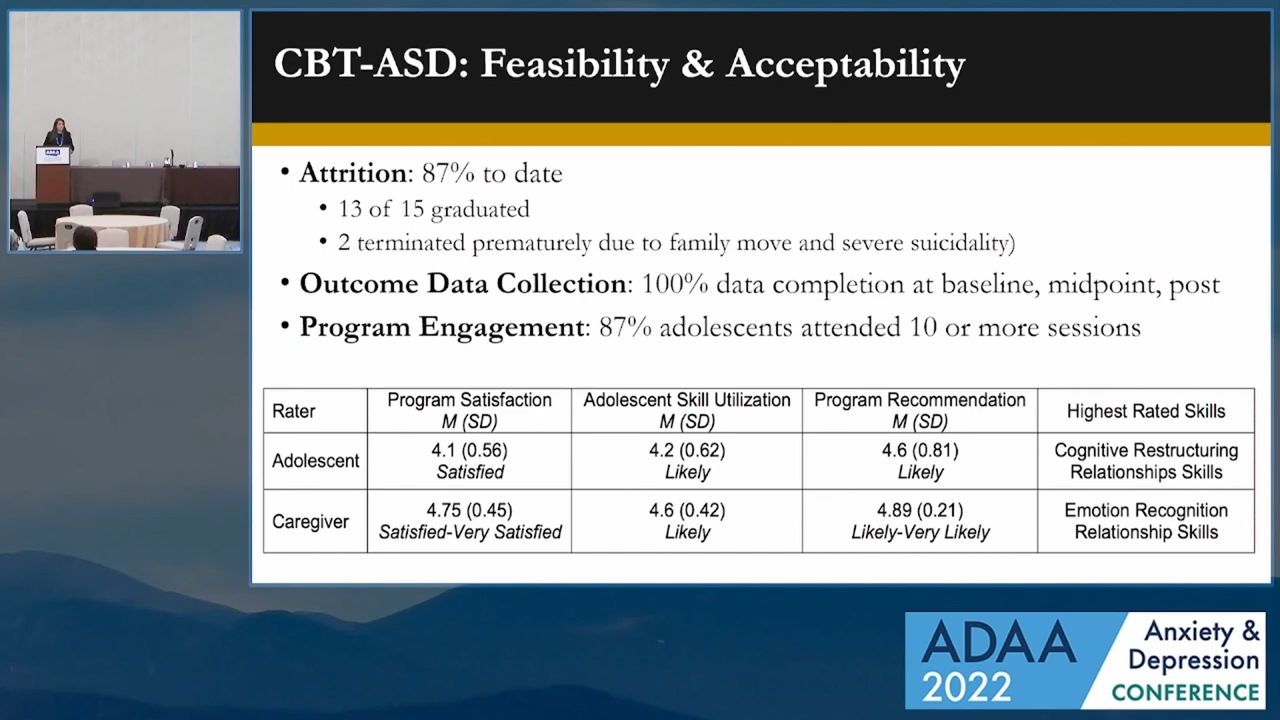 CBT-ASD: Feasibility & Acceptability
• Attrition: 87% to date
• 13 of 15 graduated
• 2 terminated prematurely due to family move and severe suicidality)
• Outcome Data Collection: 100% data completion at baseline, midpoint, post
• Program Engagement: 87% adolescents attended 10 or more sessions
Rater
Program Satisfaction
M (SD)
Adolescent Skill Utilization
M (SD)
Program Recommendation
M (SD)
Highest Rated Skills
Adolescent
4.1 (0.56)
Satisfied
4.2 (0.62)
Likely
4.6 (0.81)
Likely
Cognitive Restructuring
Relationships Skills
Caregiver
4.75 (0.45)
Satisfied-Very Satisfied
4.6 (0.42)
Likely
4.89 (0.21)
Likely-Very Likely
Emotion Recognition
Relationship Skills
ADAA
2022
Anxiety &
Depression
CONFERENCE
ADAA